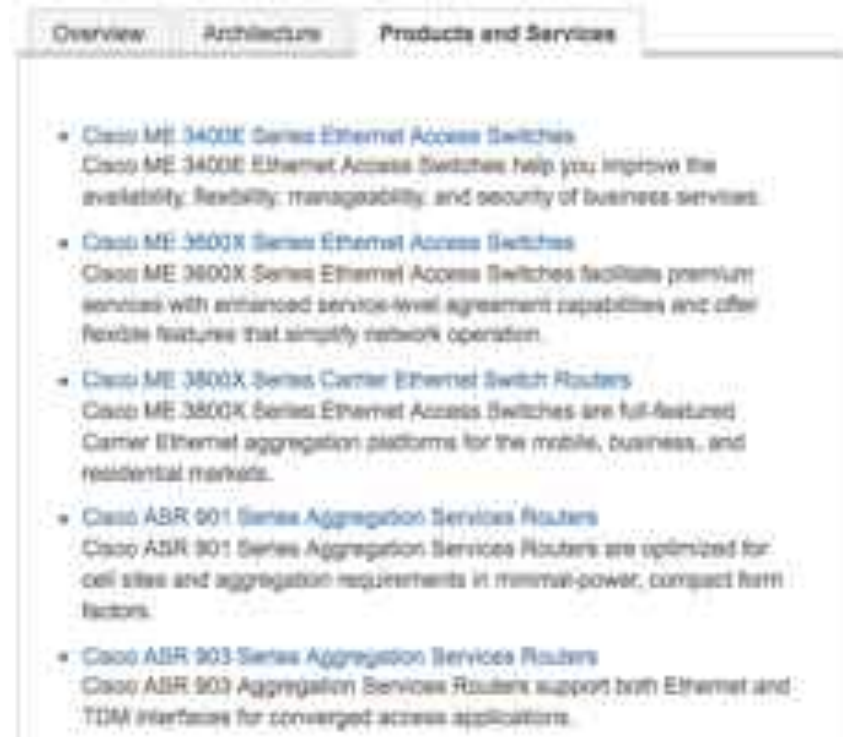 Overview Architecture Products and Services
• Cisco ME 3400E Series Ethernet Access Switches
Cisco ME 3400E Ethernet Access Switches help you improve the
availability, flexibility, manageability, and security of business services.
• Cisco ME 3600X Series Ethernet Access Switches
Cisco ME 3600X Series Ethernet Access Switches facilitate premium
services with enhanced service-level agreement capabilities and offer
flexible features that simplify network operation.
• Cisco ME 3800X Series Carrier Ethernet Switch Routers
Cisco ME 3800X Series Ethernet Access Switches are full-featured
Carrier Ethernet aggregation platforms for the mobile, business, and
residential markets.
• Cisco ASR 901 Series Aggregation Services Routers
Cisco ASR 901 Series Aggregation Services Routers are optimized for
cell sites and aggregation requirements in minimal-power, compact form
factors.
• Cisco ASR 903 Series Aggregation Services Routers
Cisco ASR 903 Aggregation Services Routers support both Ethernet and
TDM interfaces for converged access applications.